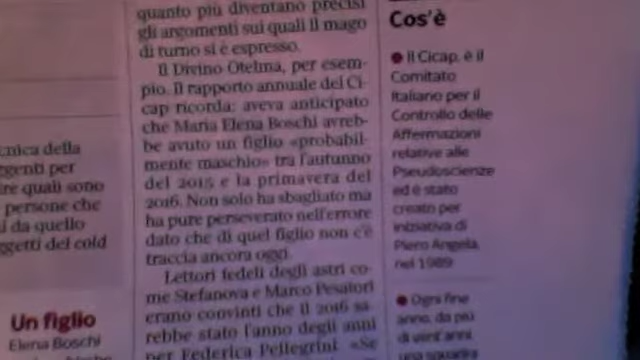 cnica della
genti per
re quali sono
persone che
da quello
ggetti del cold
Un figlio
Elena Boschi
quanto più diventano precisi
gli argomenti sui quali il mago
di turno si è espresso.
Il Divino Otelma, per esem-
pio. Il rapporto annuale del Ci-
cap ricorda: aveva anticipato
che Maria Elena Boschi avreb-
be avuto un figlio «probabil-
mente maschio» tra l'autunno
del 2015 e la primavera del
2016. Non solo ha sbagliato ma
ha pure perseverato nell'errore
dato che di quel figlio non c'è
traccia ancora oggi.
Lettori fedeli degli astri co-
me Stefanova e Marco Pesatori
erano convinti che il 2016 sa-
rebbe stato l'anno degli anni
per Federica Pellegrini. «Se
Cos'è
Il Cicap, è il
Comitato
Italiano per il
Controllo delle
Affermazioni
relative alle
Pseudoscienze
ed è stato
creato per
iniziativa di
Piero Angela,
nel 1989
Ogni fine
anno, da più
di vent'anni
una squadra